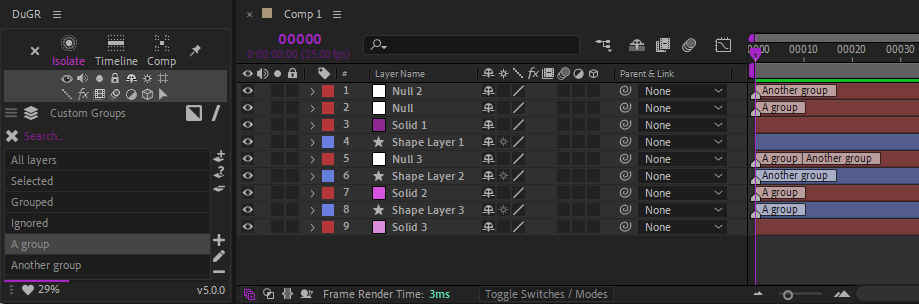 DuGR
Isolate Timeline Comp
Custom Groups
Search...
All layers
Selected
Grouped
Ignored
A group
Another group
29% v5.0.0
Comp 1
00000
0:00:00:00 (25.00 fps)
0000 00010 00020 00030
# Layer Name Parent & Link
1 Null 2 None Another group
2 Null None A group
3 Solid 1 None
4 Shape Layer 1 None
5 Null 3 None A group Another group
6 Shape Layer 2 None Another group
7 Solid 2 None A group
8 Shape Layer 3 None A group
9 Solid 3 None
Frame Render Time: 3ms Toggle Switches / Modes